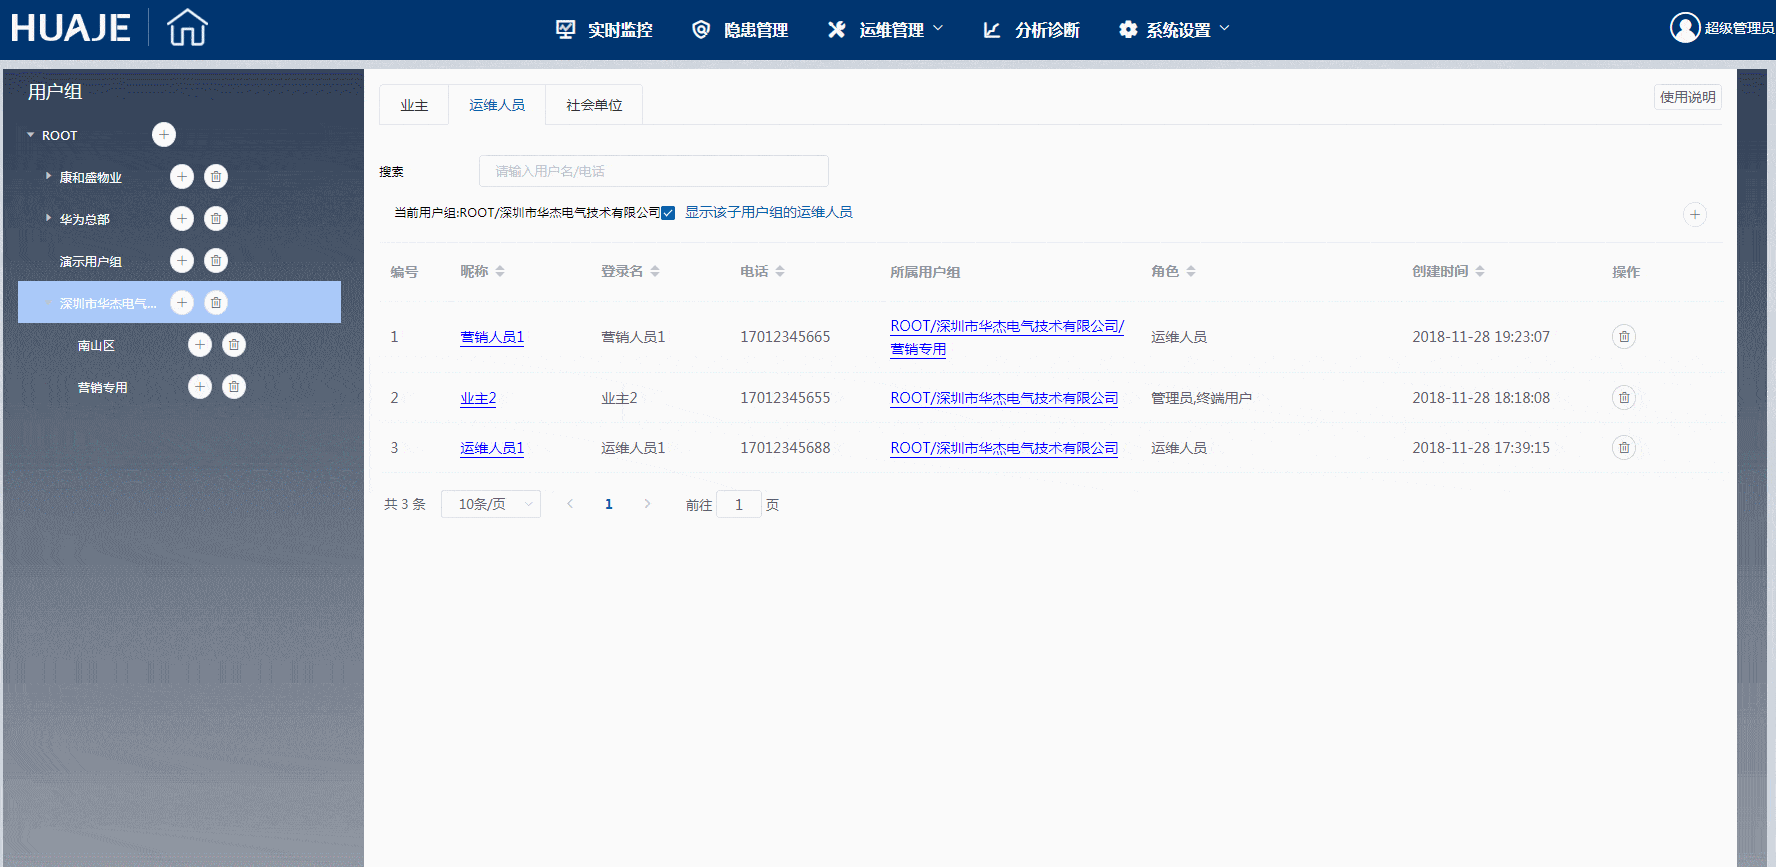 HUAJE
实时监控
隐患管理
运维管理
分析诊断
系统设置
超级管理员
用户组
ROOT
康和盛物业
华为总部
演示用户组
深圳市华杰电气...
南山区
营销专用
业主
运维人员
社会单位
使用说明
搜索
请输入用户名/电话
当前用户组:ROOT/深圳市华杰电气技术有限公司
显示该子用户组的运维人员
编号 昵称 登录名 电话 所属用户组 角色 创建时间 操作
1 营销人员1 营销人员1 17012345665 ROOT/深圳市华杰电气技术有限公司/ 运维人员 2018-11-28 19:23:07
营销专用
2 业主2 业主2 17012345655 ROOT/深圳市华杰电气技术有限公司 管理员,终端用户 2018-11-28 18:18:08
3 运维人员1 运维人员1 17012345688 ROOT/深圳市华杰电气技术有限公司 运维人员 2018-11-28 17:39:15
共 3 条 10条/页 1 前往 1 页